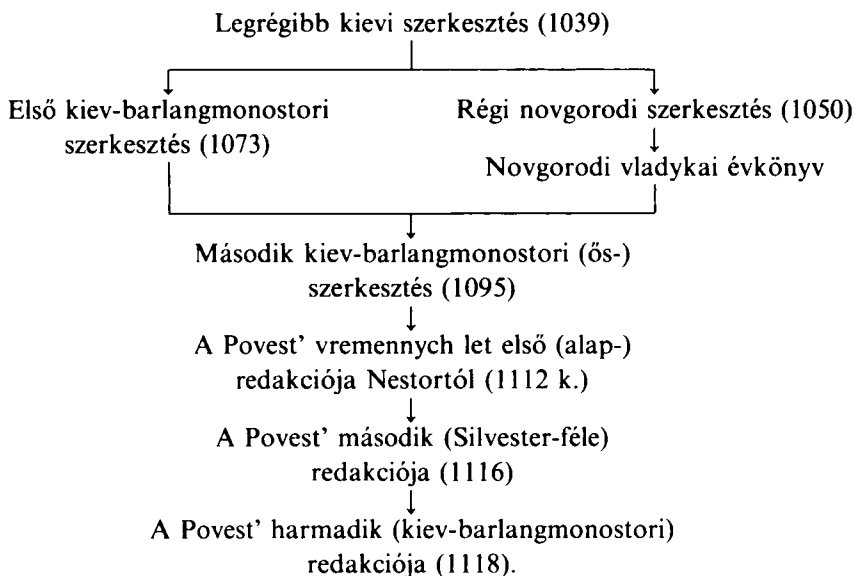 Legrégibb kievi szerkesztés (1039)
Első kiev-barlangmonostori
szerkesztés (1073)
Régi novgorodi szerkesztés (1050)
Novgorodi vladykai évkönyv
Második kiev-barlangmonostori (ős-)
szerkesztés (1095)
A Povest’ vremennych let első (alap-)
redakciója Nestortól (1112 k.)
A Povest’ második (Silvester-féle)
redakciója (1116)
A Povest’ harmadik (kiev-barlangmonostori)
redakciója (1118).